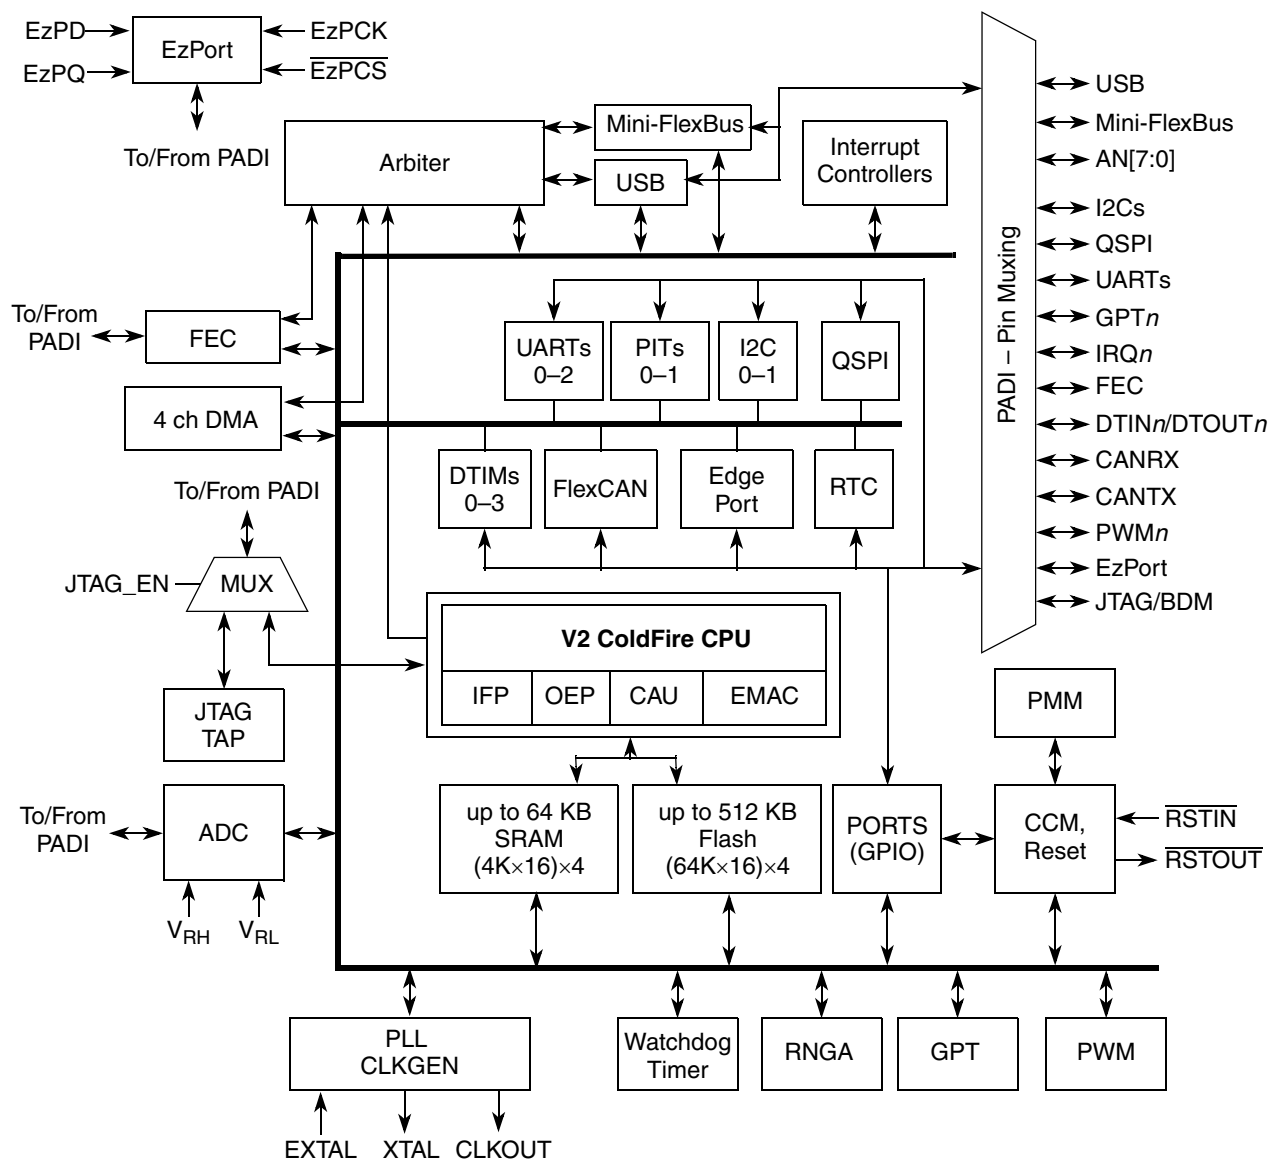 EzPD
EzPQ
EzPort
EzPCK
EzPCS
To/From PADI
Arbiter
Mini-FlexBus
USB
Interrupt
Controllers
To/From
PADI
FEC
4 ch DMA
UARTs
0–2
PITs
0–1
I2C
0–1
QSPI
DTIMs
0–3
FlexCAN
Edge
Port
RTC
PADI – Pin Muxing
USB
Mini-FlexBus
AN[7:0]
I2Cs
QSPI
UARTs
GPTn
IRQn
FEC
DTINn/DTOUTn
CANRX
CANTX
PWMn
EzPort
JTAG/BDM
To/From PADI
JTAG_EN
MUX
JTAG
TAP
V2 ColdFire CPU
IFP
OEP
CAU
EMAC
PMM
To/From
PADI
ADC
VRH
VRL
up to 64 KB
SRAM
(4K×16)×4
up to 512 KB
Flash
(64K×16)×4
PORTS
(GPIO)
CCM,
Reset
RSTIN
RSTOUT
PLL
CLKGEN
Watchdog
Timer
RNGA
GPT
PWM
EXTAL
XTAL
CLKOUT